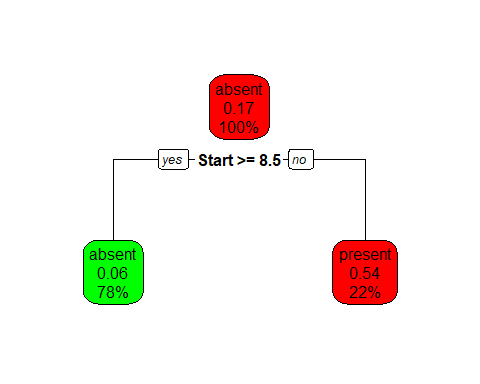 absent
0.17
100%
yes Start >= 8.5 no
absent
0.06
78%
present
0.54
22%